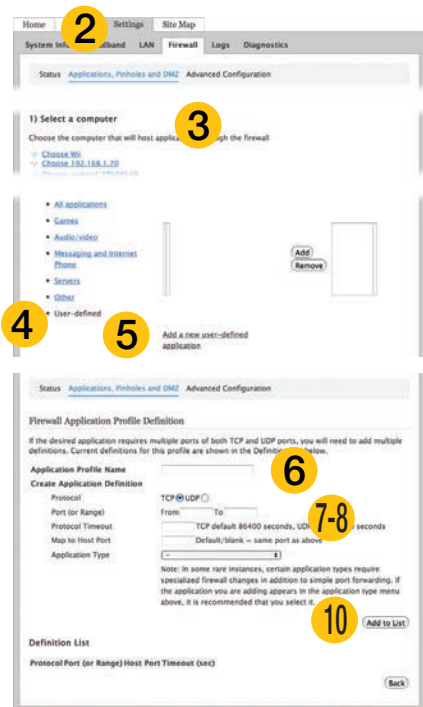 Home Settings Site Map
2
System Broadband LAN Firewall Logs Diagnostics
Status Applications, Pinholes and DMZ Advanced Configuration
1) Select a computer
3
Choose the computer that will host through the firewall
Choose Wii
Choose 192.168.1.70
All applications
Games
Audio/video
Messaging and Internet
Phone
Servers
Other
User-defined
Add
Remove
4
5
Add a new user-defined
application
Status Applications, Pinholes and DMZ Advanced Configuration
Firewall Application Profile Definition
If the desired application requires multiple ports of both TCP and UDP ports, you will need to add multiple
definitions. Current definitions for this profile are shown in the below.
Application Profile Name
6
Create Application Definition
Protocol TCP UDP
Port (or Range) From To
7-8
Protocol Timeout TCP default 86400 seconds, seconds
Map to Host Port Default/blank = same port as above
Application Type -
Note: In some rare instances, certain application types require
specialized firewall changes in addition to simple port forwarding. If
the application you are adding appears in the application type menu
above, it is recommended that you select it.
10
Add to List
Definition List
Protocol Port (or Range) Host Port Timeout (sec)
Back